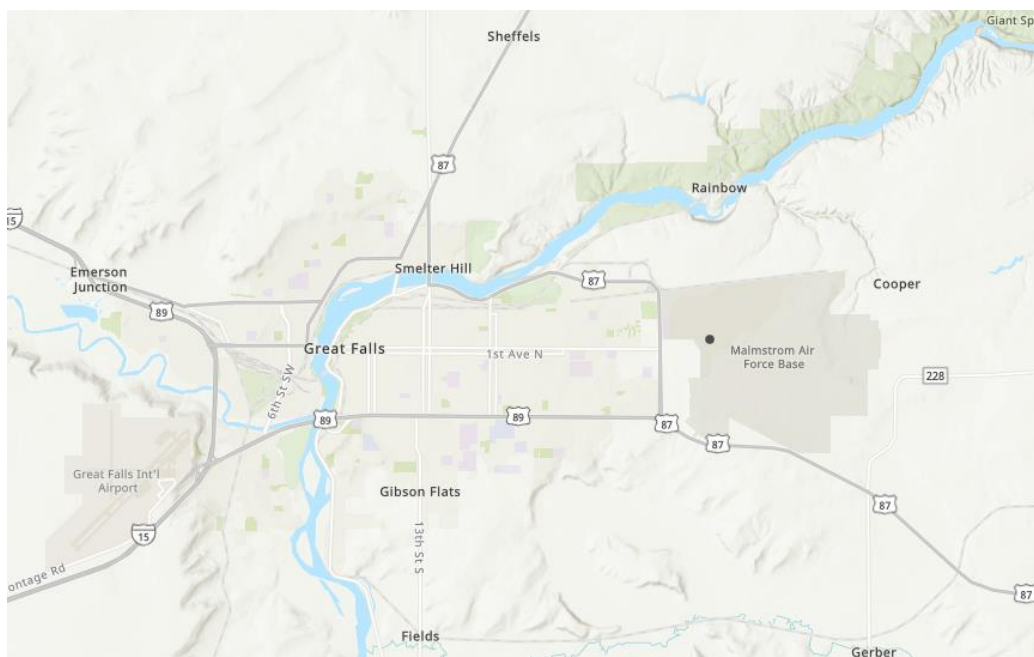 Giant Sp
Sheffels
87
Rainbow
15
Emerson
Junction
Smelter Hill
87
Cooper
89
Great Falls
1st Ave N
Malmstrom Air
Force Base
228
6th St SW
89
89
87
87
Great Falls Int'l
Airport
Gibson Flats
87
15
13th St S
ontage Rd
87
Fields
Gerber